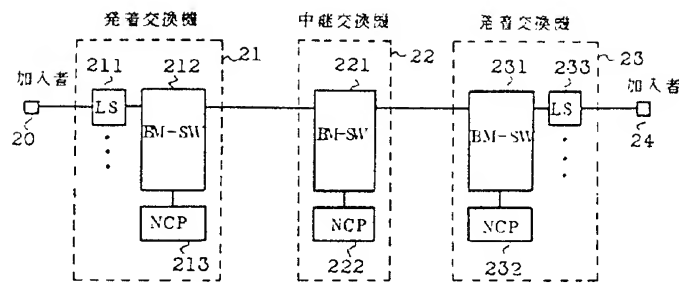 発着交換機 中継交換機 発着交換機
211 212 21 221 22 231 233 23
加入者 加入者
LS BM-SW BM-SW BM-SW LS
20 24
NCP NCP NCP
213 222 232